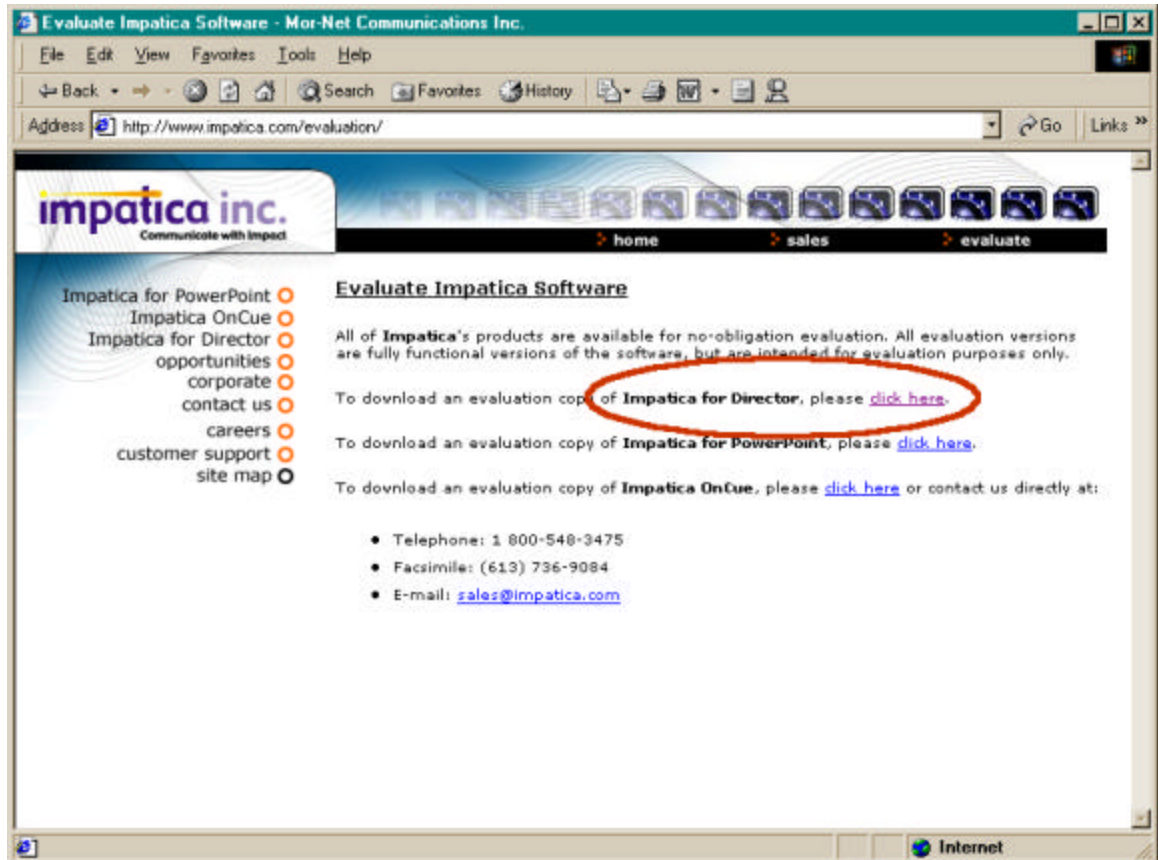 Evaluate Impatica Software - Mor-Net Communications Inc.
File Edit View Favorites Tools Help
Back Search Favorites History
Address http://www.impatica.com/evaluation/ Go Links »
impatica inc.
Communicate with Impact
home sales evaluate
Impatica for PowerPoint
Impatica OnCue
Impatica for Director
opportunities
corporate
contact us
careers
customer support
site map
Evaluate Impatica Software
All of Impatica's products are available for no-obligation evaluation. All evaluation versions
are fully functional versions of the software, but are intended for evaluation purposes only.
To download an evaluation copy of Impatica for Director, please click here.
To download an evaluation copy of Impatica for PowerPoint, please click here.
To download an evaluation copy of Impatica OnCue, please click here or contact us directly at:
• Telephone: 1 800-548-3475
• Facsimile: (613) 736-9084
• E-mail: sales@impatica.com
Internet